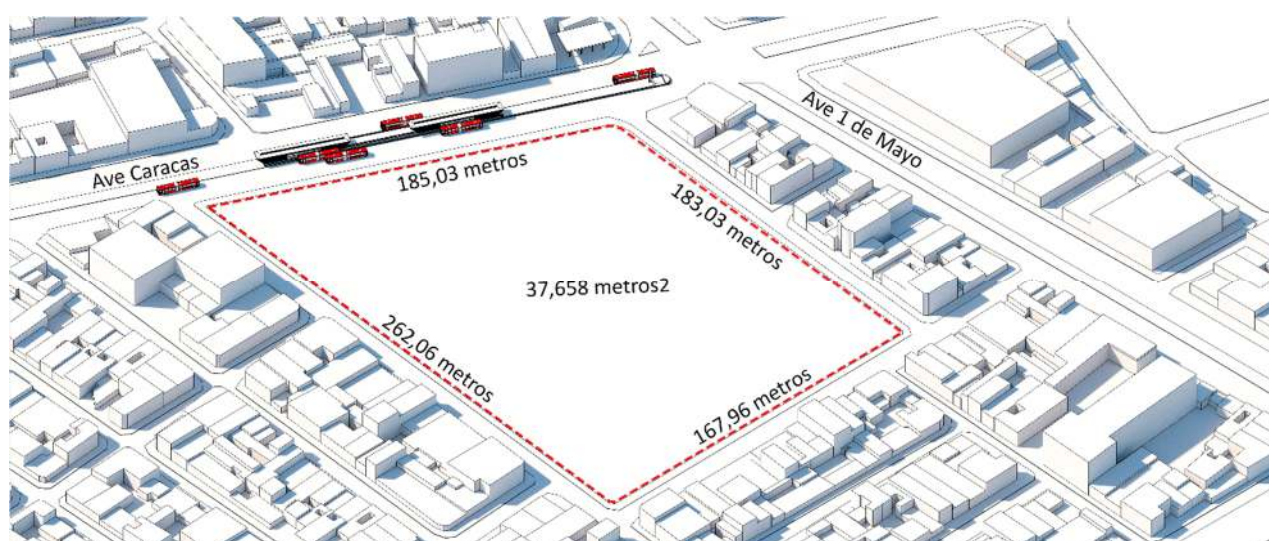 Ave Caracas
185,03 metros
Ave 1 de Mayo
183,03 metros
37,658 metros2
262,06 metros
167,96 metros